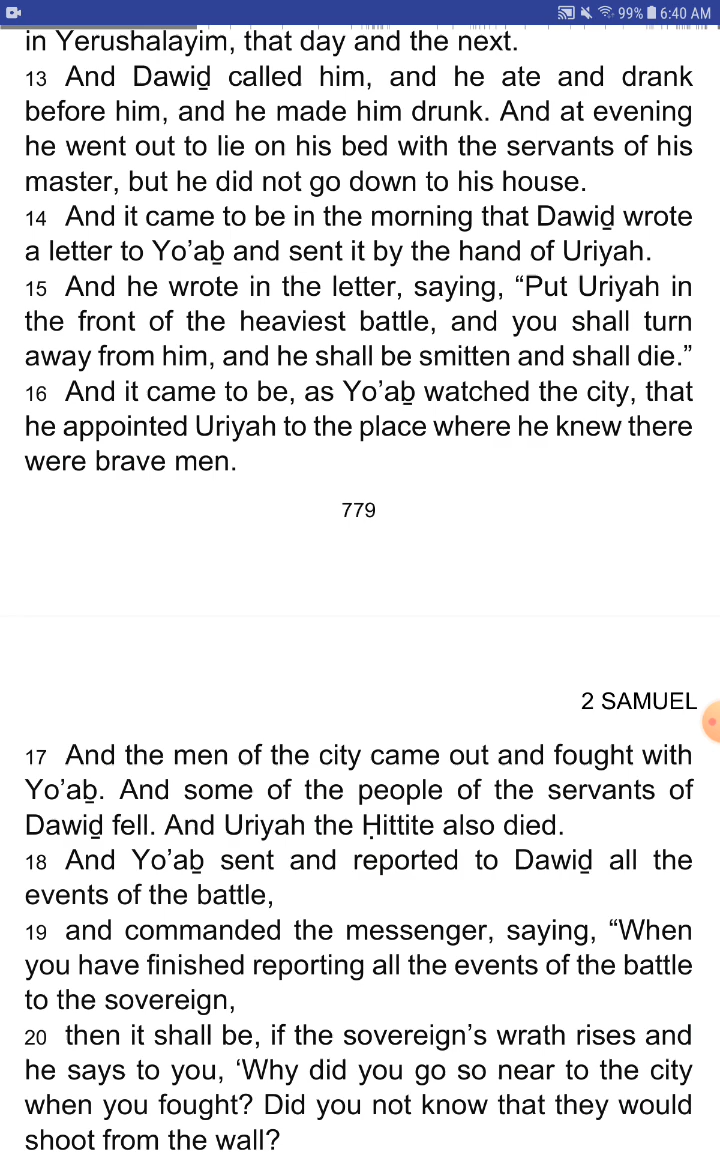 99% 6:40 AM
in Yerushalayim, that day and the next.
13 And Dawiḏ called him, and he ate and drank
before him, and he made him drunk. And at evening
he went out to lie on his bed with the servants of his
master, but he did not go down to his house.
14 And it came to be in the morning that Dawiḏ wrote
a letter to Yo’aḇ and sent it by the hand of Uriyah.
15 And he wrote in the letter, saying, “Put Uriyah in
the front of the heaviest battle, and you shall turn
away from him, and he shall be smitten and shall die.”
16 And it came to be, as Yo’aḇ watched the city, that
he appointed Uriyah to the place where he knew there
were brave men.
779
2 SAMUEL
17 And the men of the city came out and fought with
Yo’aḇ. And some of the people of the servants of
Dawiḏ fell. And Uriyah the Ḥittite also died.
18 And Yo’aḇ sent and reported to Dawiḏ all the
events of the battle,
19 and commanded the messenger, saying, “When
you have finished reporting all the events of the battle
to the sovereign,
20 then it shall be, if the sovereign’s wrath rises and
he says to you, ‘Why did you go so near to the city
when you fought? Did you not know that they would
shoot from the wall?